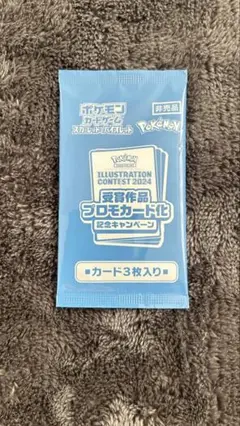 ポケモン
カードゲーム
スカーレット&バイオレット
非売品
POKÉMON
POKÉMON
ILLUSTRATION
CONTEST 2024
受賞作品
プロモカード化
記念キャンペーン
■カード3枚入り■